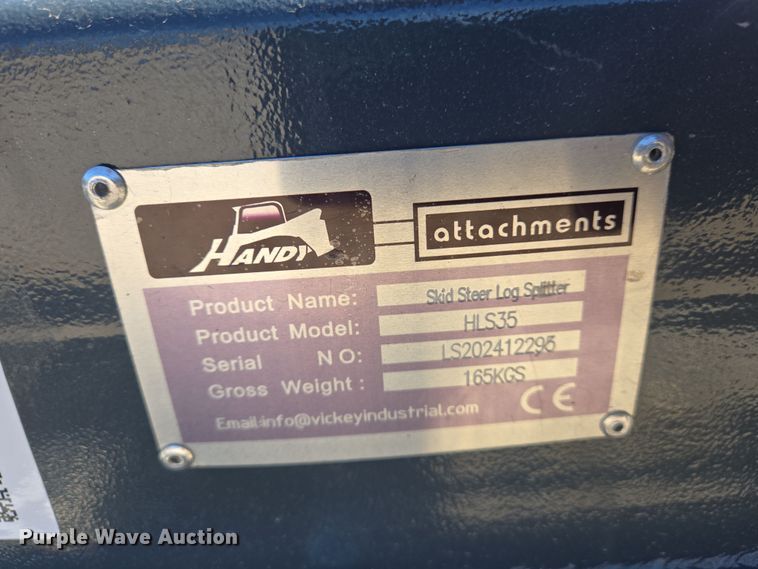 HANDY
attachments
Product Name: Skid Steer Log Splitter
Product Model: HLS35
Serial NO: LS202412295
Gross Weight: 165KGS
Email:info@vickeyindustrial.com CE
Purple Wave Auction